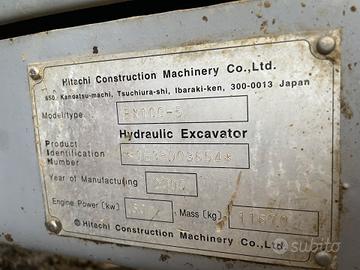 Hitachi Construction Machinery Co.,Ltd.
650, Kandatsu-machi, Tsuchiura-shi, Ibaraki-ken, 300-0013 Japan
Model/type
Hydraulic Excavator
Product
Identification
Number
Year of Manufacturing
Engine Power [kw] Mass [kg]
© Hitachi Construction Machinery Co.,Ltd.
subito